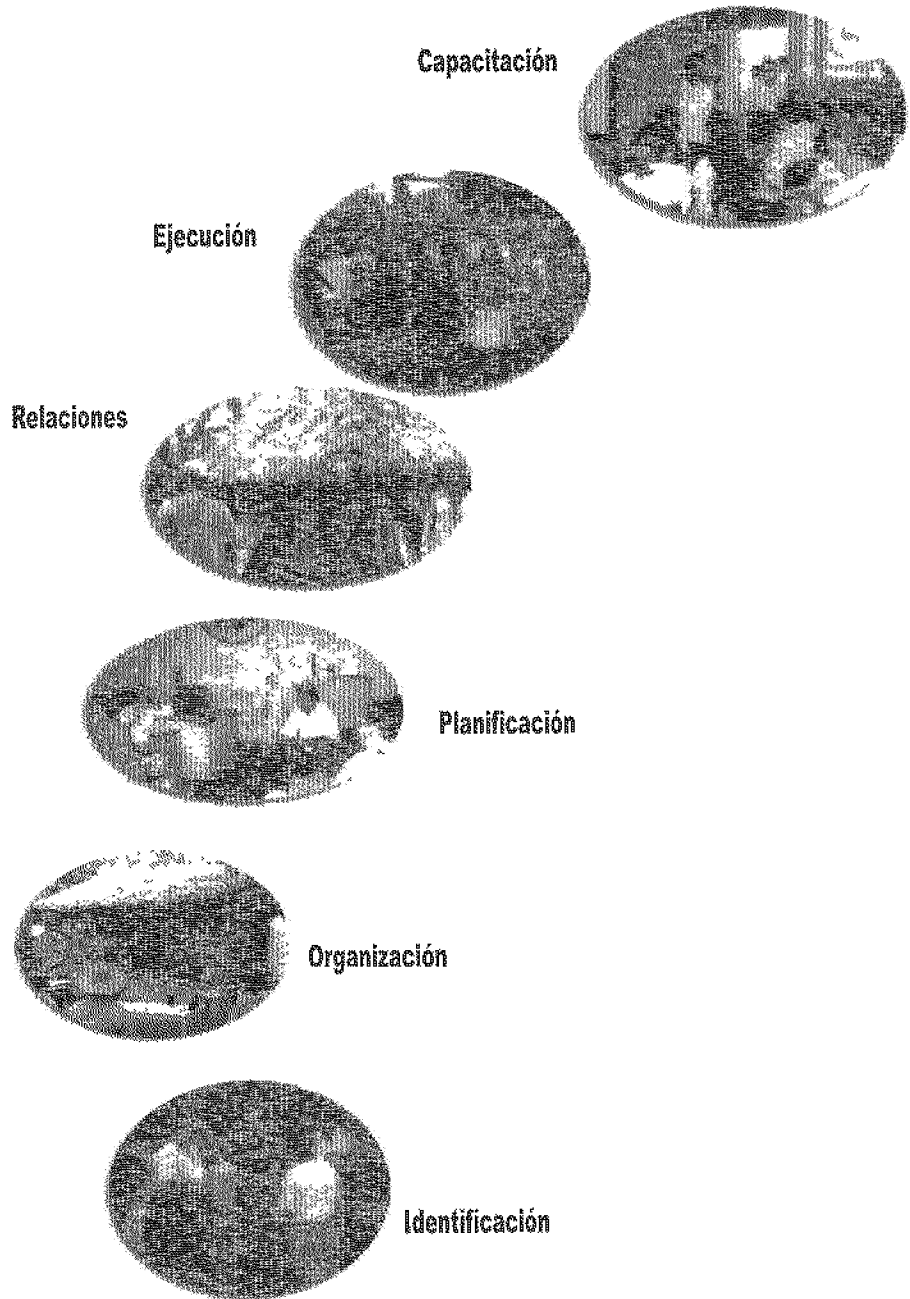 Capacitación
Ejecución
Relaciones
Planificación
Organización
Identificación